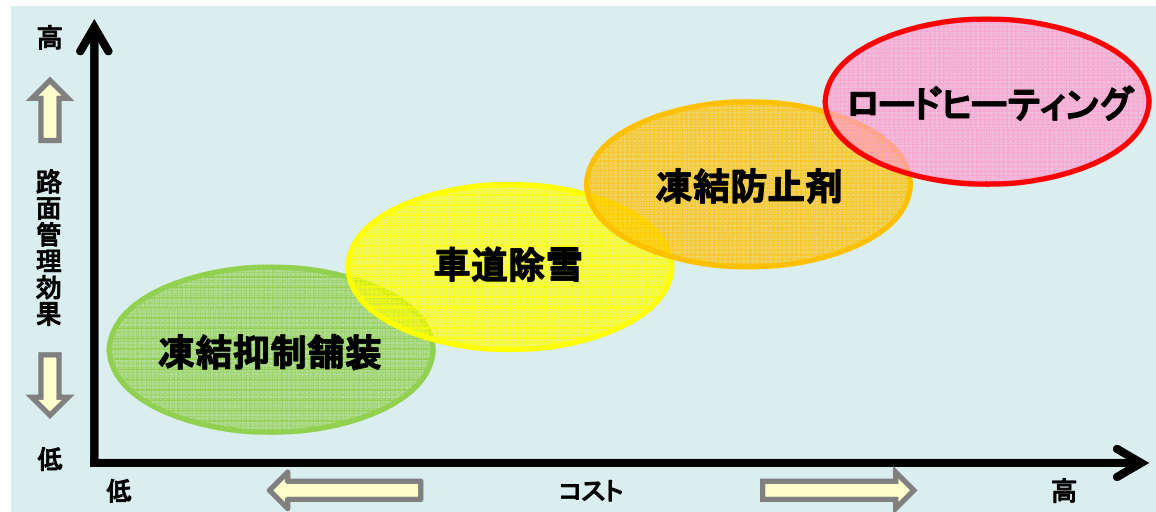 高
路面管理効果
低
ロードヒーティング
凍結防止剤
車道除雪
凍結抑制舗装
低
コスト
高